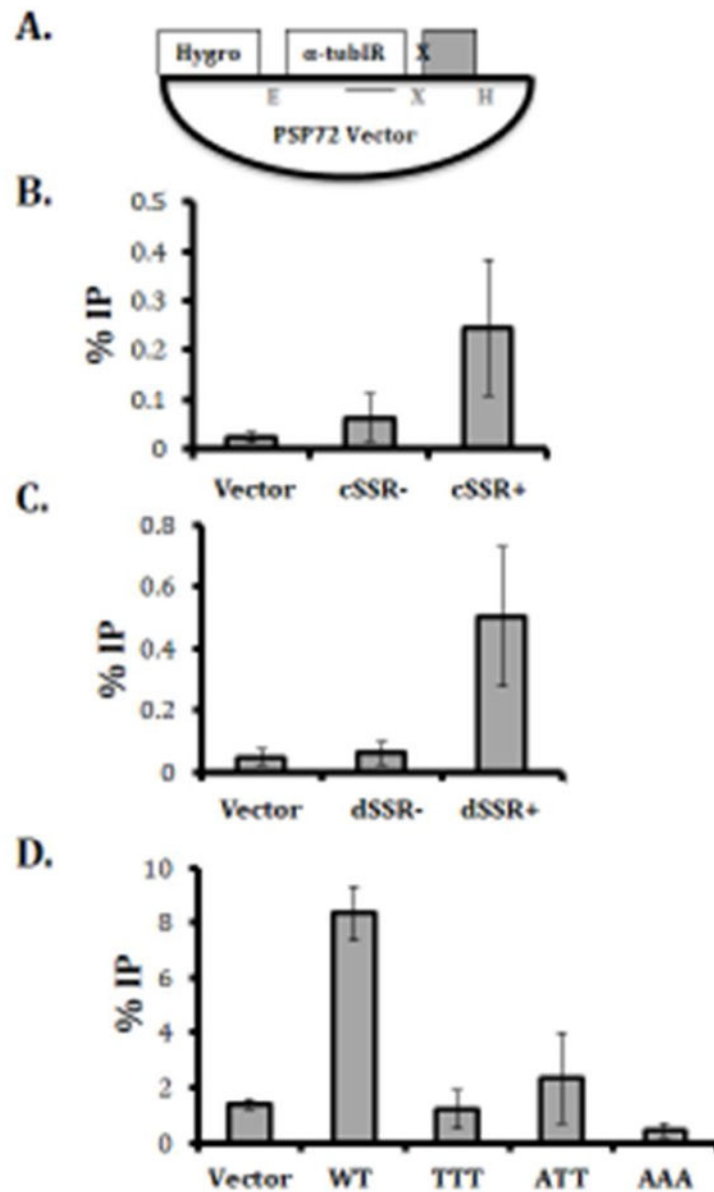 A.
Hygro α-tubIR X
E X H
PSP72 Vector
B.
% IP
0.5
0.4
0.3
0.2
0.1
0
Vector cSSR- cSSR+
C.
% IP
0.8
0.6
0.4
0.2
0
Vector dSSR- dSSR+
D.
% IP
10
8
6
4
2
0
Vector WT TTT ATT AAA